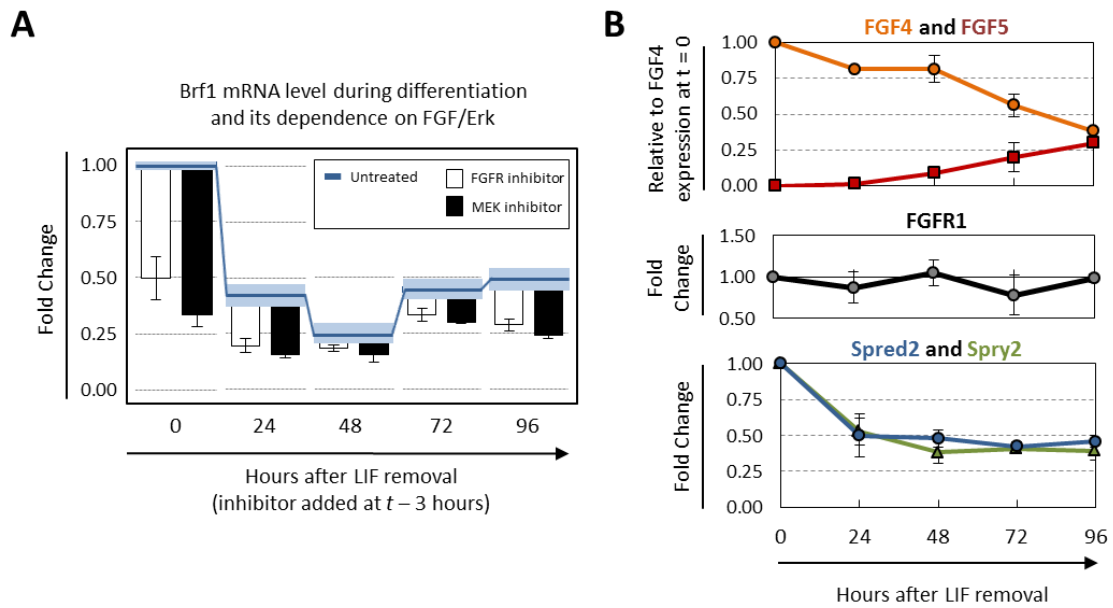 A
Brf1 mRNA level during differentiation
and its dependence on FGF/Erk
Fold Change
1.00
0.75
0.50
0.25
0.00
Untreated
FGFR inhibitor
MEK inhibitor
0 24 48 72 96
Hours after LIF removal
(inhibitor added at t – 3 hours)
B
FGF4 and FGF5
Relative to FGF4
expression at t = 0
1.00
0.75
0.50
0.25
0.00
FGFR1
Fold
Change
1.50
1.00
0.50
Spred2 and Spry2
Fold Change
1.00
0.75
0.50
0.25
0.00
0 24 48 72 96
Hours after LIF removal